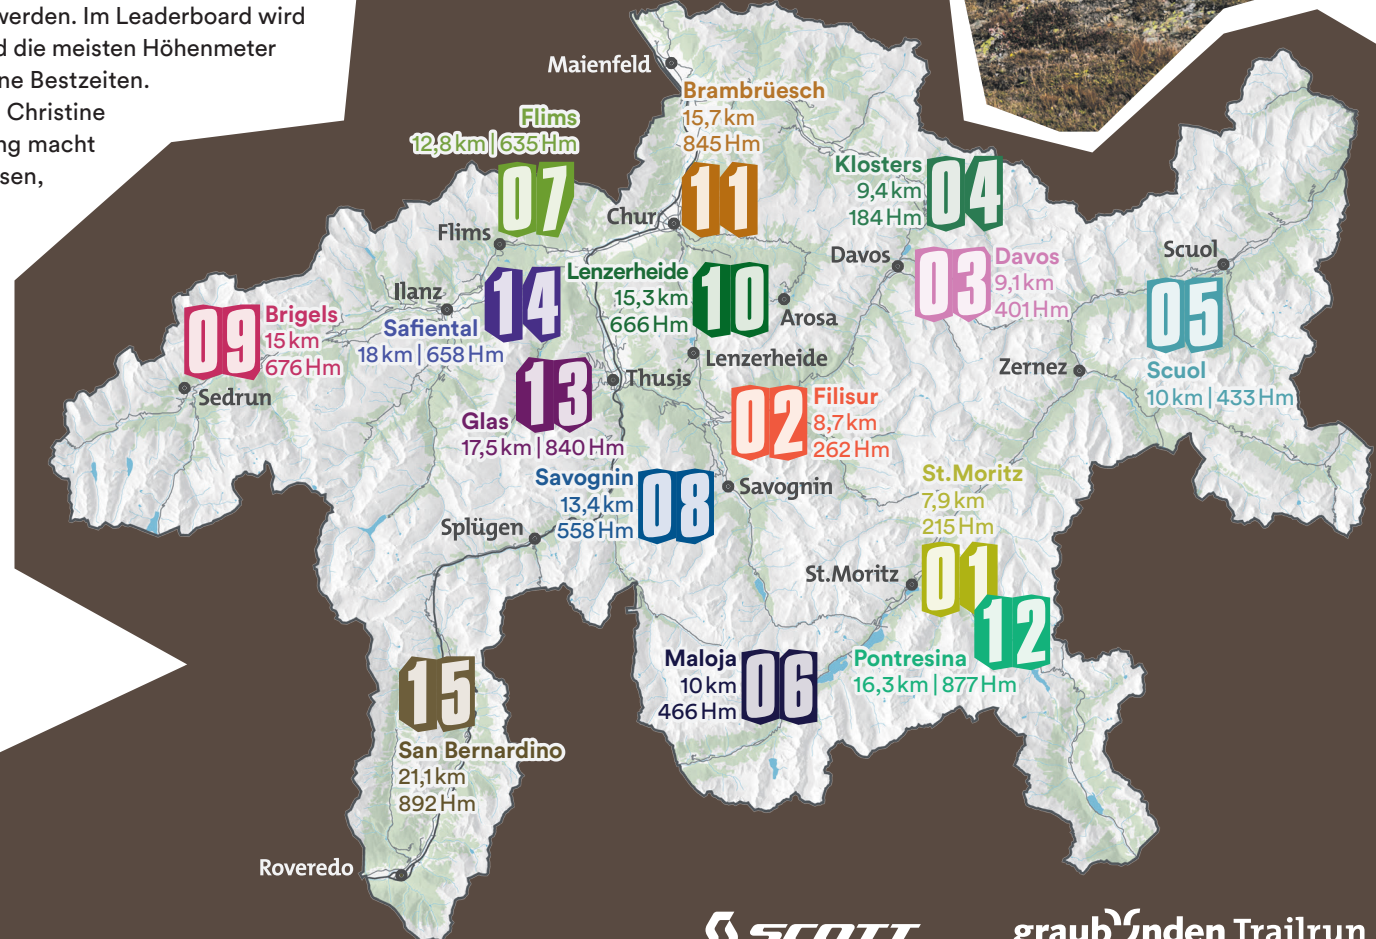 werden. Im Leaderboard wird
d die meisten Höhenmeter
ne Bestzeiten.
Christine
ng macht
sen,
Maienfeld
Brambrüesch
15,7 km
845 Hm
Flims
12,8 km | 635 Hm
07
11
Klosters
9,4 km
184 Hm
04
Chur
Flims
Davos
03
Davos
9,1 km
401 Hm
Scuol
05
Scuol
10 km | 433 Hm
Ilanz
14
Safiental
18 km | 658 Hm
Lenzerheide
15,3 km
666 Hm
10
Arosa
09
Brigels
15 km
676 Hm
Sedrun
Lenzerheide
Thusis
Zernez
13
Glas
17,5 km | 840 Hm
02
Filisur
8,7 km
262 Hm
Savognin
13,4 km
558 Hm
08
Savognin
Splügen
St.Moritz
7,9 km
215 Hm
St.Moritz
01
12
Pontresina
16,3 km | 877 Hm
Maloja
10 km
466 Hm
06
15
San Bernardino
21,1 km
892 Hm
Roveredo
SCOTT
graubünden Trailrun